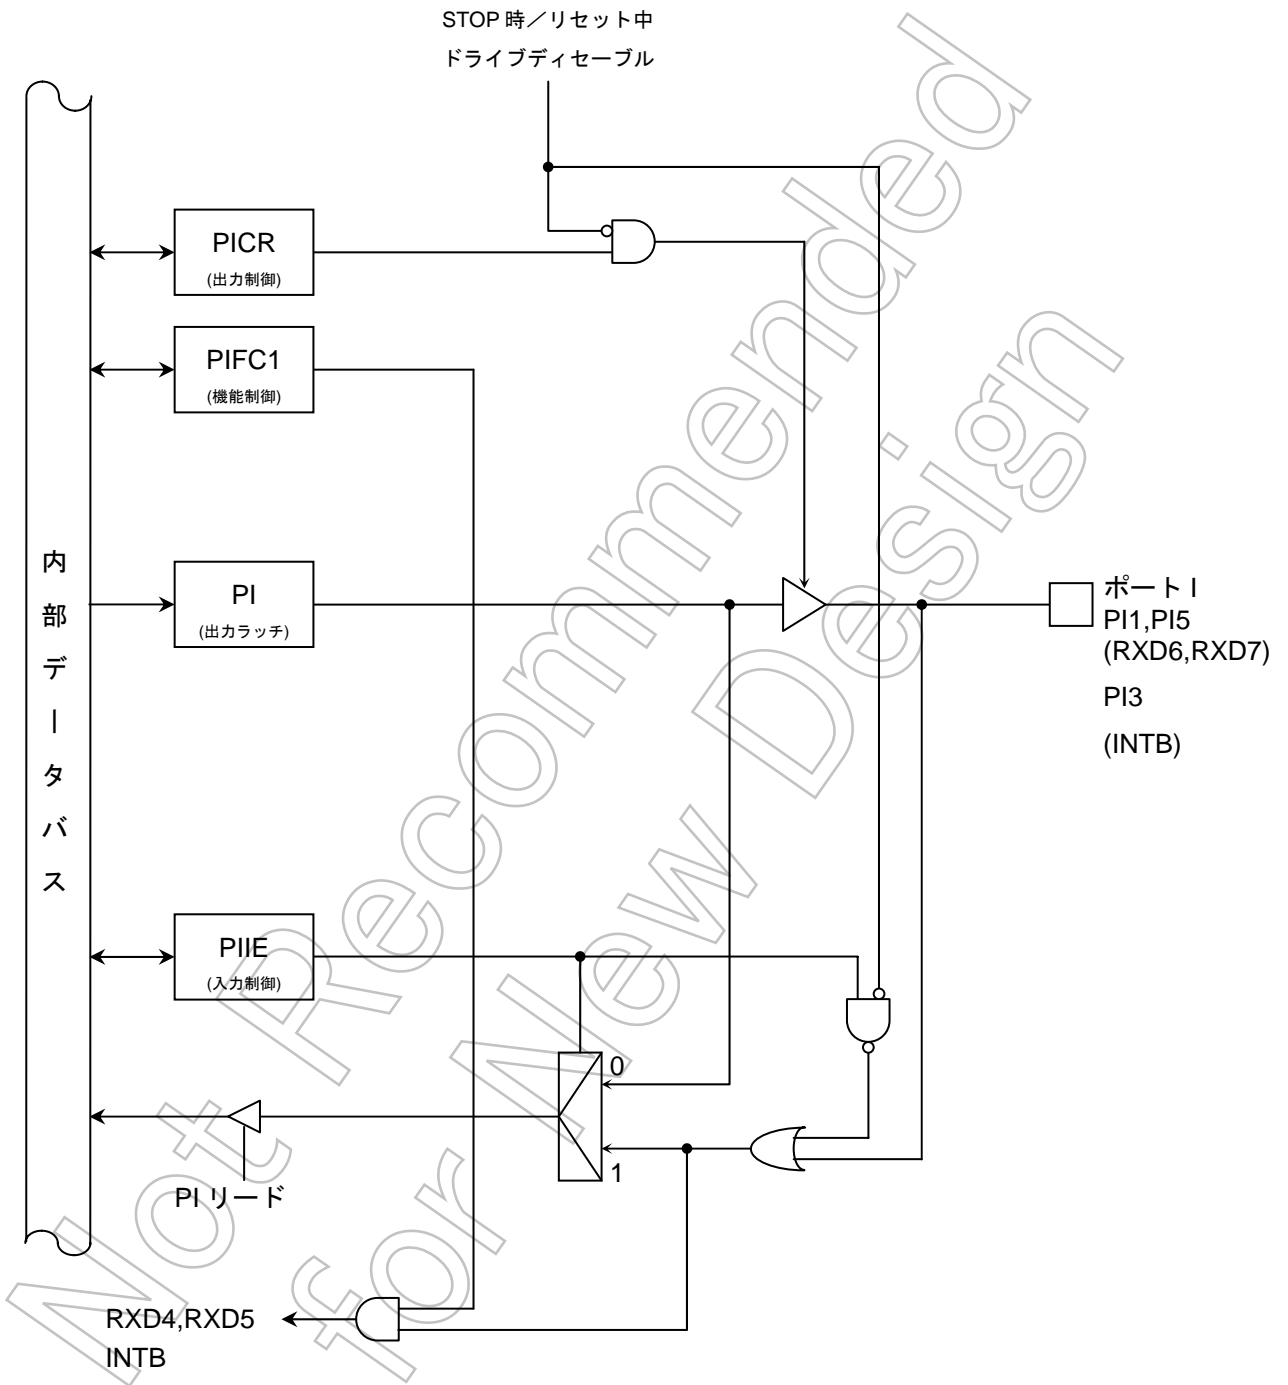 STOP 時／リセット中
ドライブディセーブル
PICR
(出力制御)
PIFC1
(機能制御)
内部データバス
PI
(出力ラッチ)
ポート I
PI1,PI5
(RXD6,RXD7)
PI3
(INTB)
PIIE
(入力制御)
0
1
PI リード
RXD4,RXD5
INTB
Not Recommended
for New Design